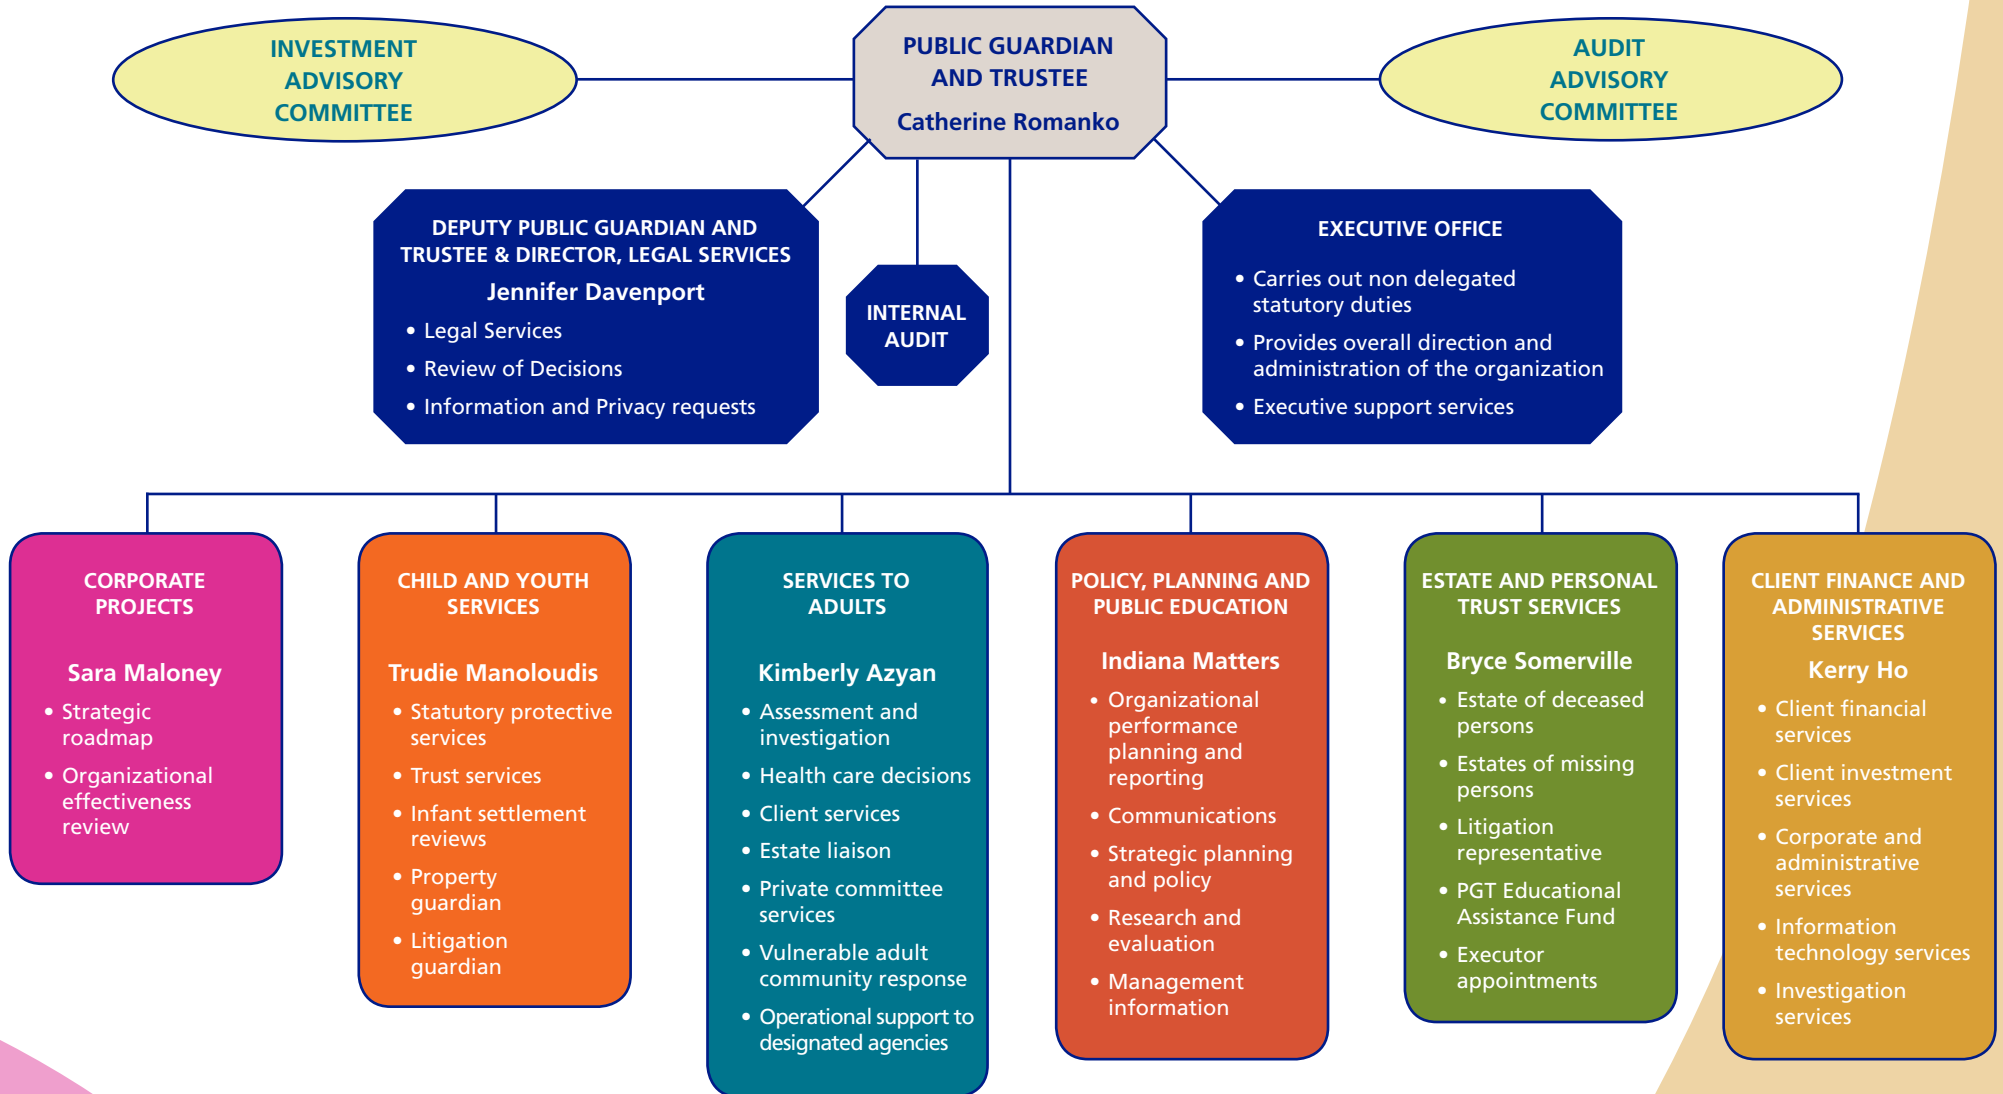 INVESTMENT
ADVISORY
COMMITTEE
PUBLIC GUARDIAN
AND TRUSTEE
Catherine Romanko
AUDIT
ADVISORY
COMMITTEE
DEPUTY PUBLIC GUARDIAN AND
TRUSTEE & DIRECTOR, LEGAL SERVICES
Jennifer Davenport
• Legal Services
• Review of Decisions
• Information and Privacy requests
INTERNAL
AUDIT
EXECUTIVE OFFICE
• Carries out non delegated
statutory duties
• Provides overall direction and
administration of the organization
• Executive support services
CORPORATE
PROJECTS
Sara Maloney
• Strategic
roadmap
• Organizational
effectiveness
review
CHILD AND YOUTH
SERVICES
Trudie Manoloudis
• Statutory protective
services
• Trust services
• Infant settlement
reviews
• Property
guardian
• Litigation
guardian
SERVICES TO
ADULTS
Kimberly Azyan
• Assessment and
investigation
• Health care decisions
• Client services
• Estate liaison
• Private committee
services
• Vulnerable adult
community response
• Operational support to
designated agencies
POLICY, PLANNING AND
PUBLIC EDUCATION
Indiana Matters
• Organizational
performance
planning and
reporting
• Communications
• Strategic planning
and policy
• Research and
evaluation
• Management
information
ESTATE AND PERSONAL
TRUST SERVICES
Bryce Somerville
• Estate of deceased
persons
• Estates of missing
persons
• Litigation
representative
• PGT Educational
Assistance Fund
• Executor
appointments
CLIENT FINANCE AND
ADMINISTRATIVE
SERVICES
Kerry Ho
• Client financial
services
• Client investment
services
• Corporate and
administrative
services
• Information
technology services
• Investigation
services